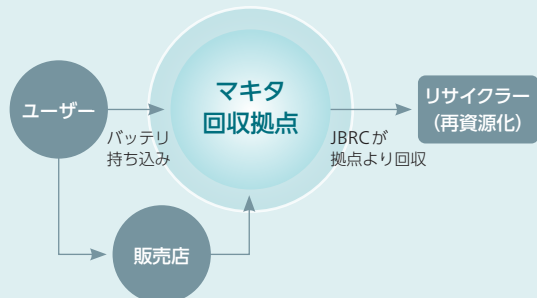 ユーザー
バッテリ
持ち込み
マキタ
回収拠点
JBRCが
拠点より回収
リサイクラー
（再資源化）
販売店